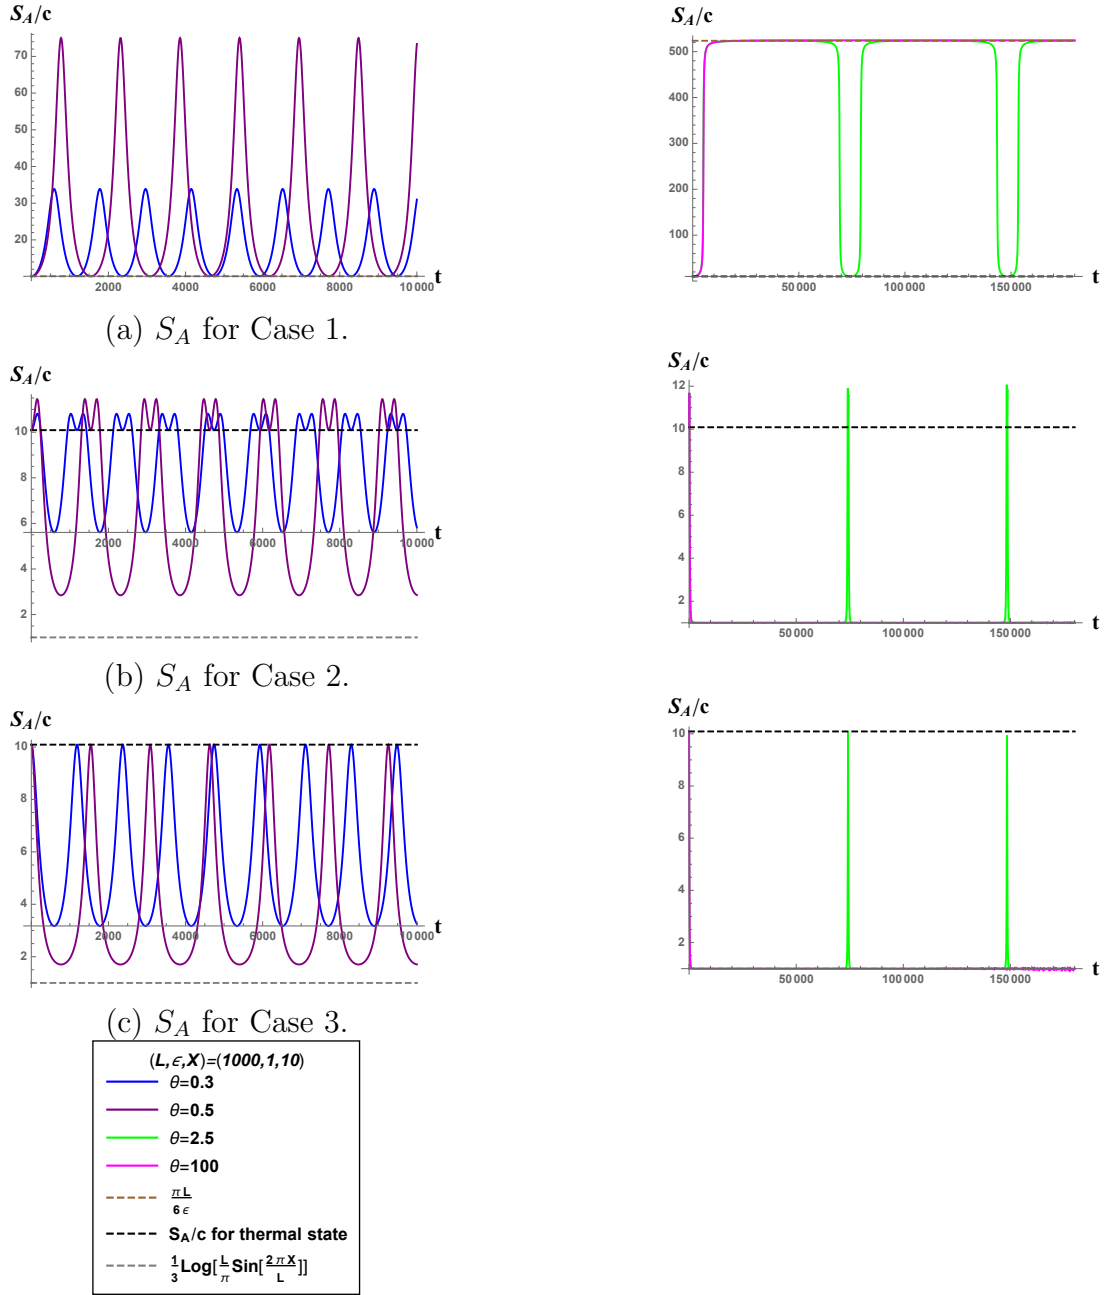 S_A/c
70
60
50
40
30
20
2000 4000 6000 8000 10 000
t
S_A/c
500
400
300
200
100
50 000 100 000 150 000
t
(a) S_A for Case 1.
S_A/c
10
8
6
4
2
2000 4000 6000 8000 10 000
t
S_A/c
12
10
8
6
4
2
50 000 100 000 150 000
t
(b) S_A for Case 2.
S_A/c
10
8
6
4
2
2000 4000 6000 8000 10 000
t
S_A/c
10
8
6
4
2
50 000 100 000 150 000
t
(c) S_A for Case 3.
(L,ϵ,X)=(1000,1,10)
θ=0.3
θ=0.5
θ=2.5
θ=100
π L / 6 ϵ
S_A/c for thermal state
1/3 Log[L/π Sin[2 π X/L]]